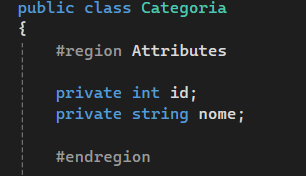 public class Categoria
{
#region Attributes
private int id;
private string nome;
#endregion